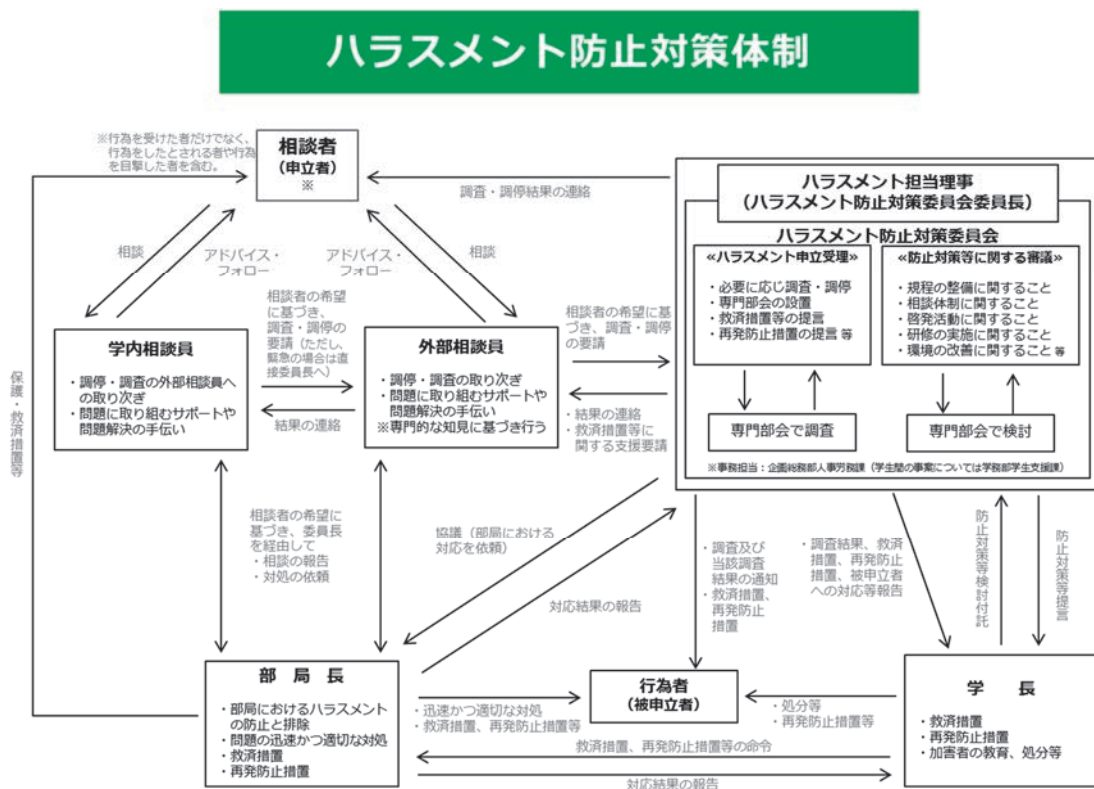 ハラスメント防止対策体制
※行為を受けた者だけでなく、
行為をしたとされる者や行為
を目撃した者を含む。
相談者
（申立者）
※
調査・調停結果の連絡
ハラスメント担当理事
（ハラスメント防止対策委員会委員長）
ハラスメント防止対策委員会
≪ハラスメント申立受理≫
・必要に応じ調査・調停
・専門部会の設置
・救済措置等の提言
・再発防止措置の提言 等
≪防止対策等に関する審議≫
・規程の整備に関すること
・相談体制に関すること
・啓発活動に関すること
・研修の実施に関すること
・環境の改善に関すること 等
専門部会で調査
専門部会で検討
※事務担当：企画総務部人事労務課（学生間の事案については学務部学生支援課）
相談
アドバイス・
フォロー
アドバイス・
フォロー
相談
相談者の希望
に基づき、
調査・調停の
要請（ただし、
緊急の場合は直
接委員長へ）
結果の連絡
相談者の希望に基
づき、調査・調停
の要請
・結果の連絡
・救済措置等に
関する支援要請
学内相談員
・調停・調査の外部相談員へ
の取り次ぎ
・問題に取り組むサポートや
問題解決の手伝い
外部相談員
・調停・調査の取り次ぎ
・問題に取り組むサポートや
問題解決の手伝い
※専門的な知見に基づき行う
保護・救済措置等
相談者の希望に
基づき、委員長
を経由して
・相談の報告
・対処の依頼
協議（部局における
対応を依頼）
対応結果の報告
・調査及び
当該調査
結果の通知
・救済措置、
再発防止
措置
・調査結果、救済
措置、再発防止
措置、被申立者
への対応等報告
防止対策等検討付託
防止対策等提言
部　局　長
・部局におけるハラスメント
の防止と排除
・問題の迅速かつ適切な対処
・救済措置
・再発防止措置
・迅速かつ適切な対処
・救済措置、再発防止措置等
行為者
（被申立者）
・処分等
・再発防止措置等
学　　長
・救済措置
・再発防止措置
・加害者の教育、処分等
救済措置、再発防止措置等の命令
対応結果の報告